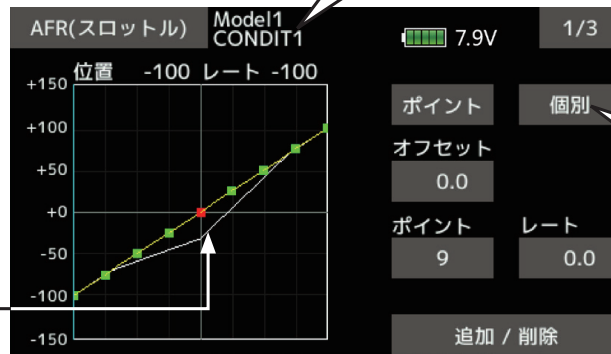 AFR(スロットル)
Model1
CONDIT1
7.9V
1/3
位置 -100 レート -100
+150
+100
+50
+0
-50
-100
-150
ポイント
個別
オフセット
0.0
ポイント
レート
9
0.0
追加 / 削除